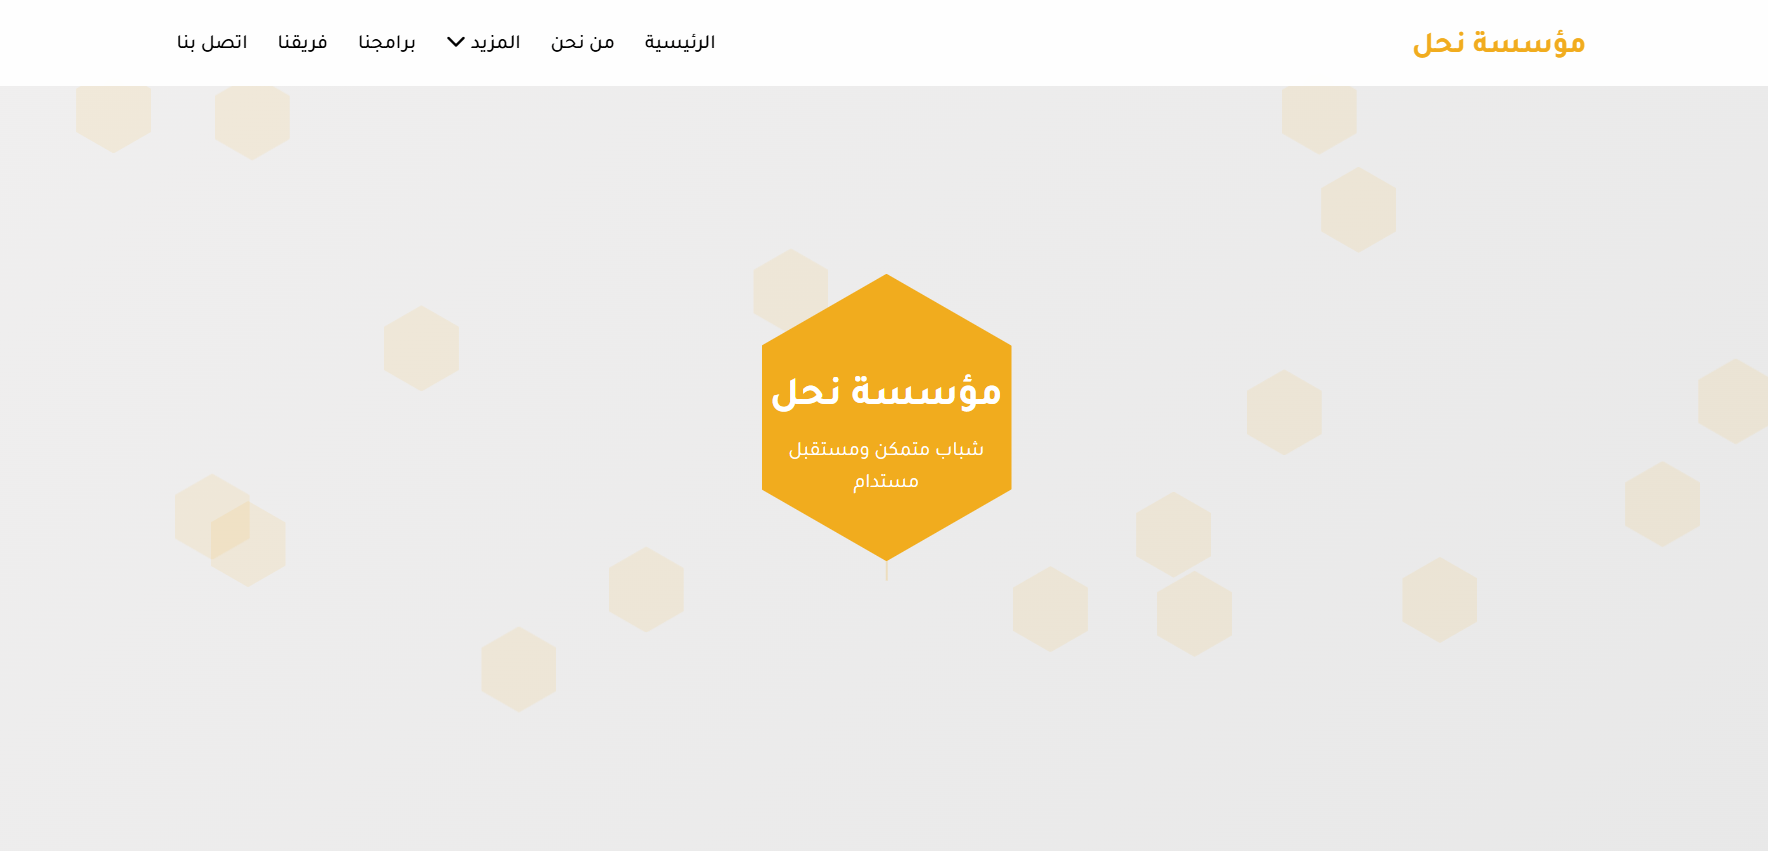 مؤسسة نحل
الرئيسية
من نحن
المزيد
برامجنا
فريقنا
اتصل بنا
مؤسسة نحل
شباب متمكن ومستقبل
مستدام